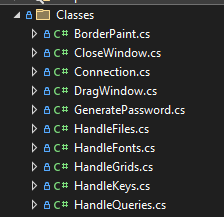 Classes
C# BorderPaint.cs
C# CloseWindow.cs
C# Connection.cs
C# DragWindow.cs
C# GeneratePassword.cs
C# HandleFiles.cs
C# HandleFonts.cs
C# HandleGrids.cs
C# HandleKeys.cs
C# HandleQueries.cs